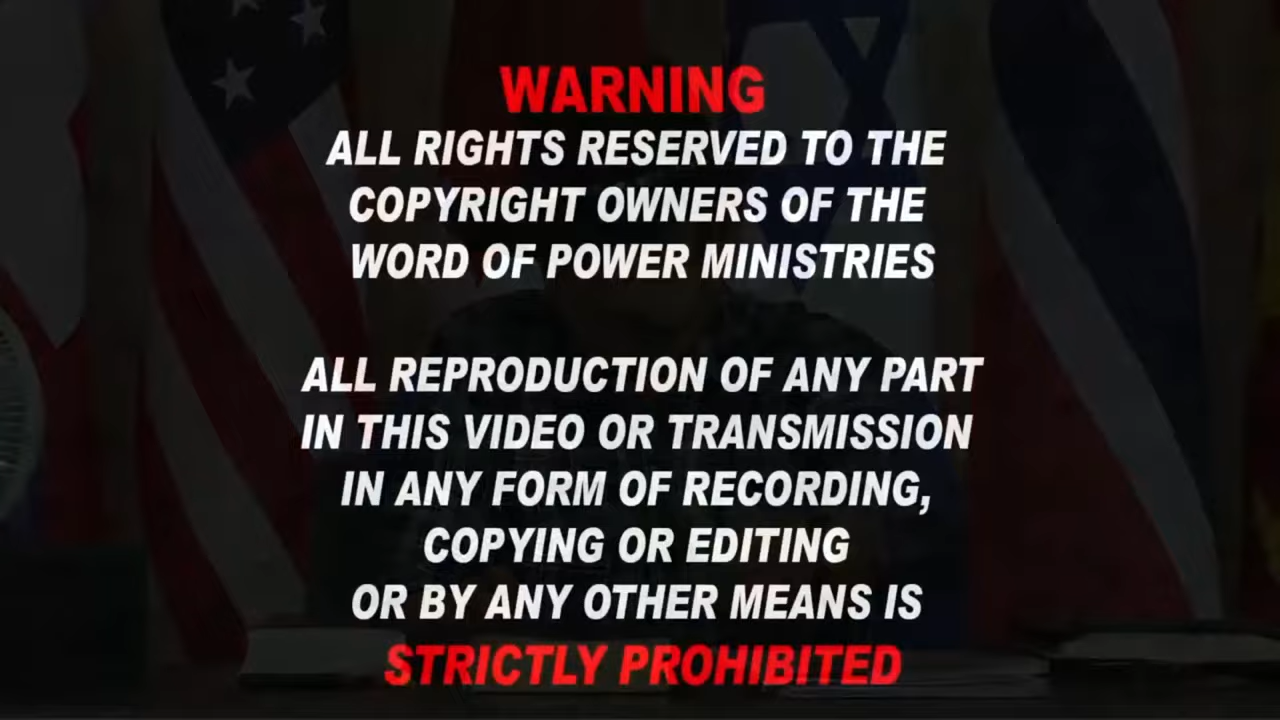 WARNING
ALL RIGHTS RESERVED TO THE
COPYRIGHT OWNERS OF THE
WORD OF POWER MINISTRIES
ALL REPRODUCTION OF ANY PART
IN THIS VIDEO OR TRANSMISSION
IN ANY FORM OF RECORDING,
COPYING OR EDITING
OR BY ANY OTHER MEANS IS
STRICTLY PROHIBITED